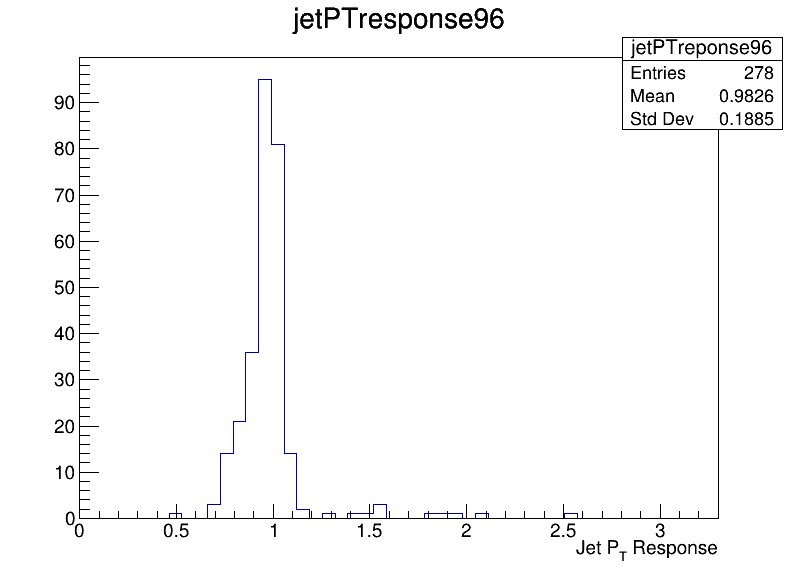 jetPTresponse96
jetPTreponse96
Entries 278
Mean 0.9826
Std Dev 0.1885
90
80
70
60
50
40
30
20
10
0
0 0.5 1 1.5 2 2.5 3
Jet PT Response